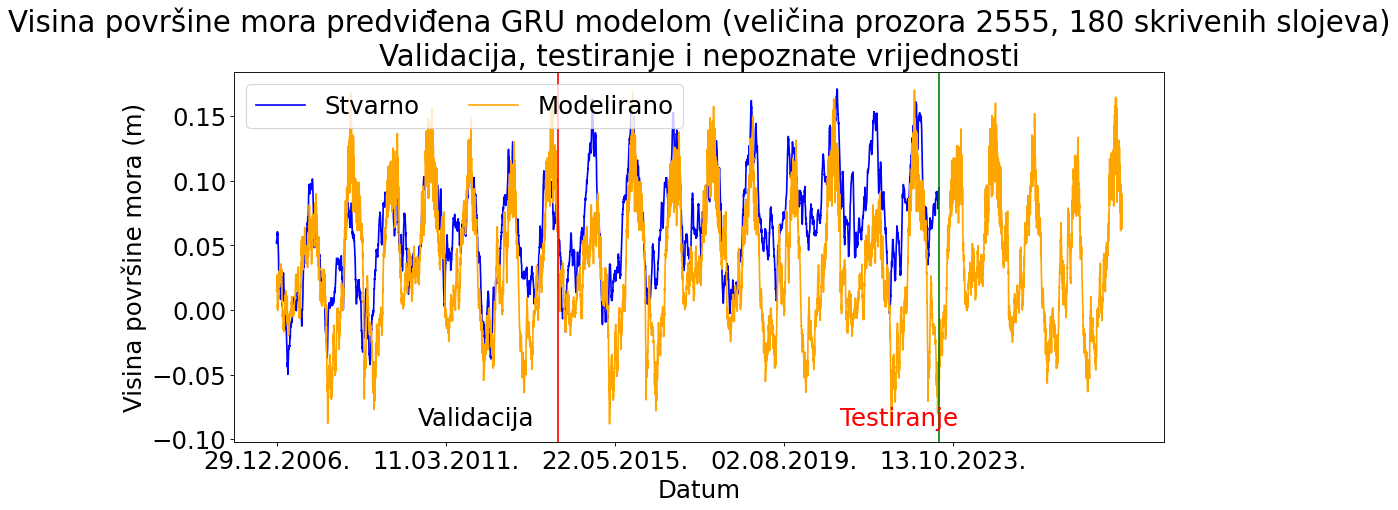 Visina površine mora predviđena GRU modelom (veličina prozora 2555, 180 skrivenih slojeva)
Validacija, testiranje i nepoznate vrijednosti
Stvarno
Modelirano
Visina površine mora (m)
0.15
0.10
0.05
0.00
−0.05
−0.10
Validacija
Testiranje
29.12.2006.
11.03.2011.
22.05.2015.
02.08.2019.
13.10.2023.
Datum